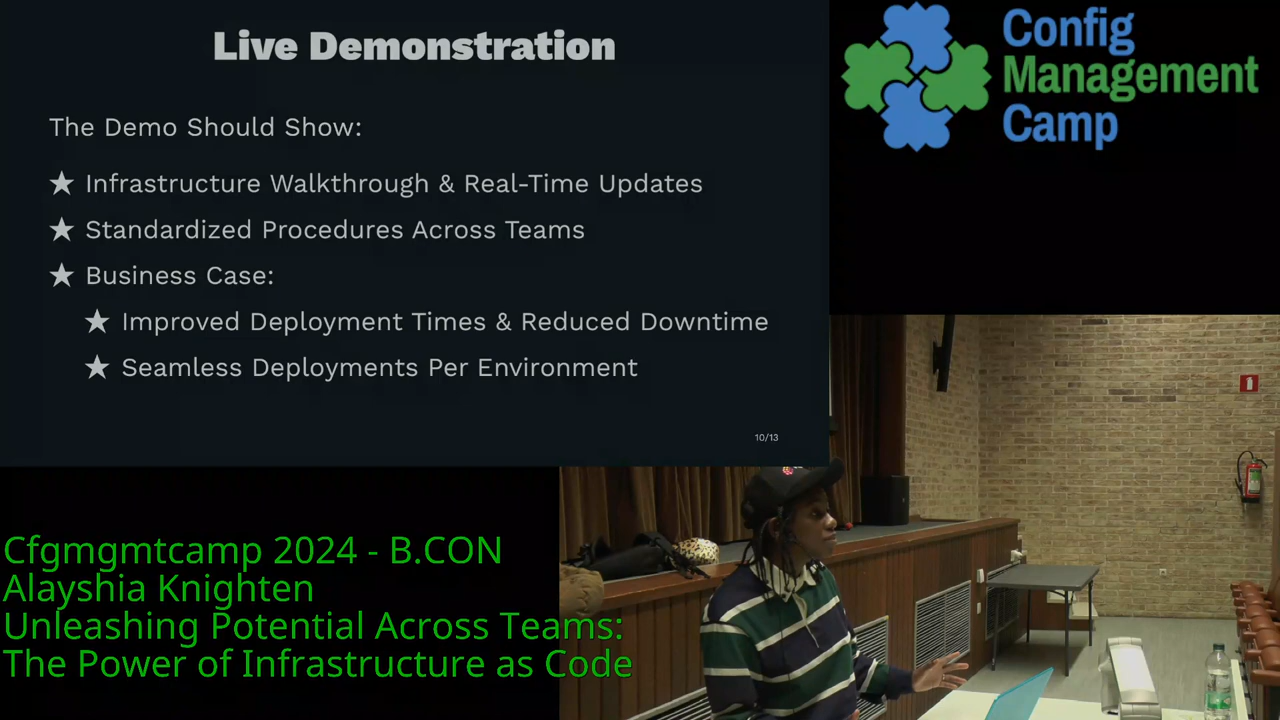 Live Demonstration
The Demo Should Show:
★ Infrastructure Walkthrough & Real-Time Updates
★ Standardized Procedures Across Teams
★ Business Case:
★ Improved Deployment Times & Reduced Downtime
★ Seamless Deployments Per Environment
10/13
Config
Management
Camp
Cfgmgmtcamp 2024 - B.CON
Alayshia Knighten
Unleashing Potential Across Teams:
The Power of Infrastructure as Code